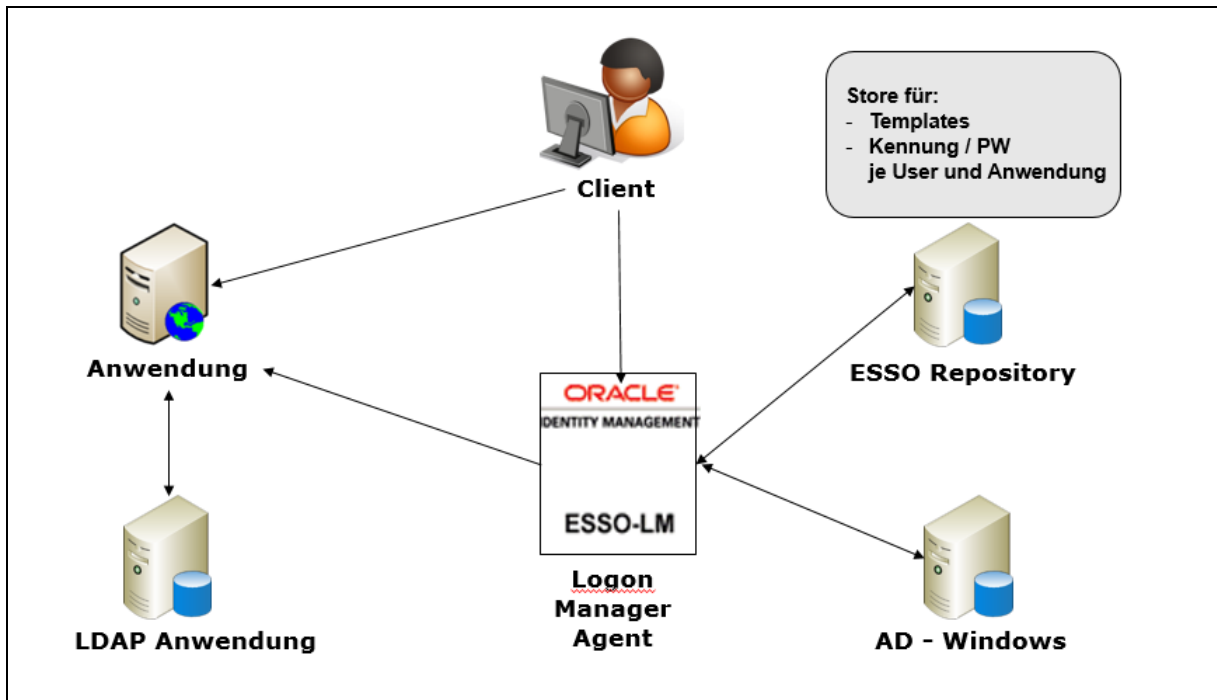 Store für:
- Templates
- Kennung / PW
je User und Anwendung
Client
Anwendung
ESSO Repository
ORACLE
IDENTITY MANAGEMENT
ESSO-LM
Logon
Manager
Agent
LDAP Anwendung
AD - Windows